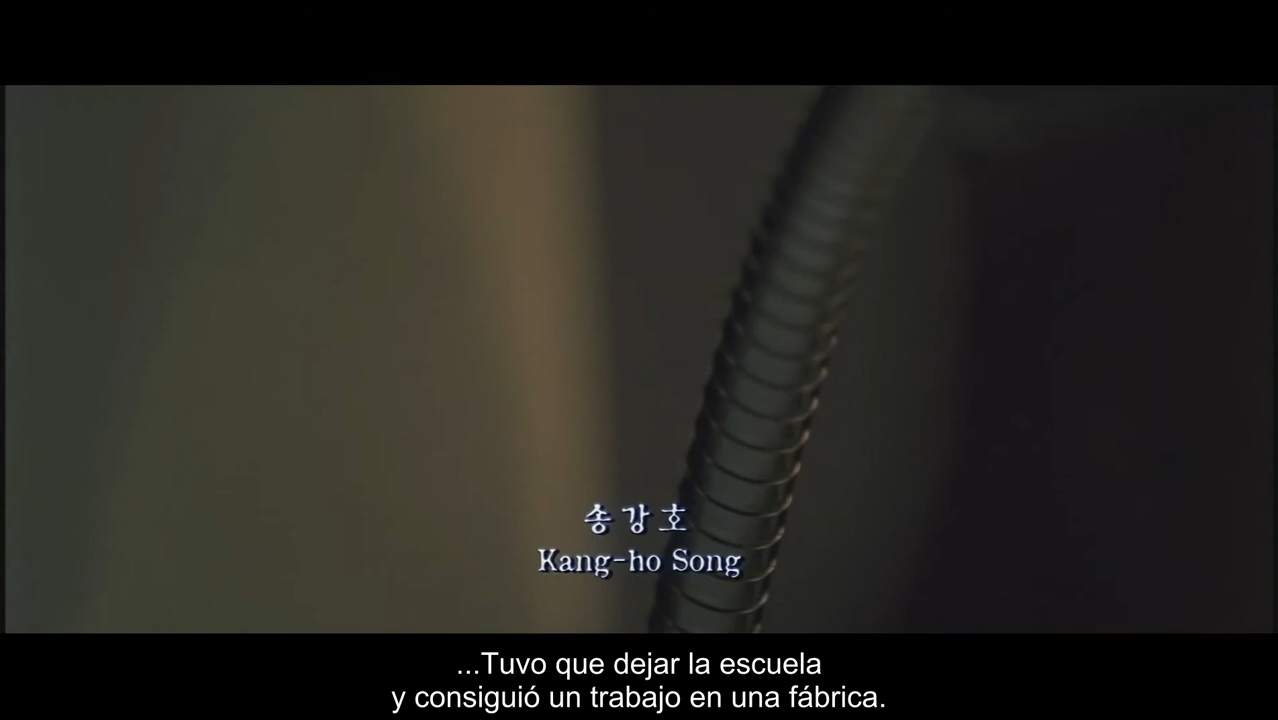 송강호
Kang-ho Song
...Tuvo que dejar la escuela
y consiguió un trabajo en una fábrica.